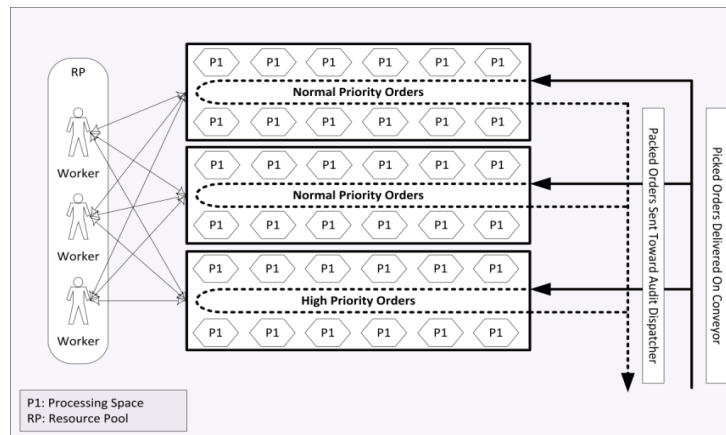 RP
Worker
Worker
Worker
P1 P1 P1 P1 P1 P1
Normal Priority Orders
P1 P1 P1 P1 P1 P1
P1 P1 P1 P1 P1 P1
Normal Priority Orders
P1 P1 P1 P1 P1 P1
P1 P1 P1 P1 P1 P1
High Priority Orders
P1 P1 P1 P1 P1 P1
Packed Orders Sent Toward Audit Dispatcher
Picked Orders Delivered On Conveyor
P1: Processing Space
RP: Resource Pool